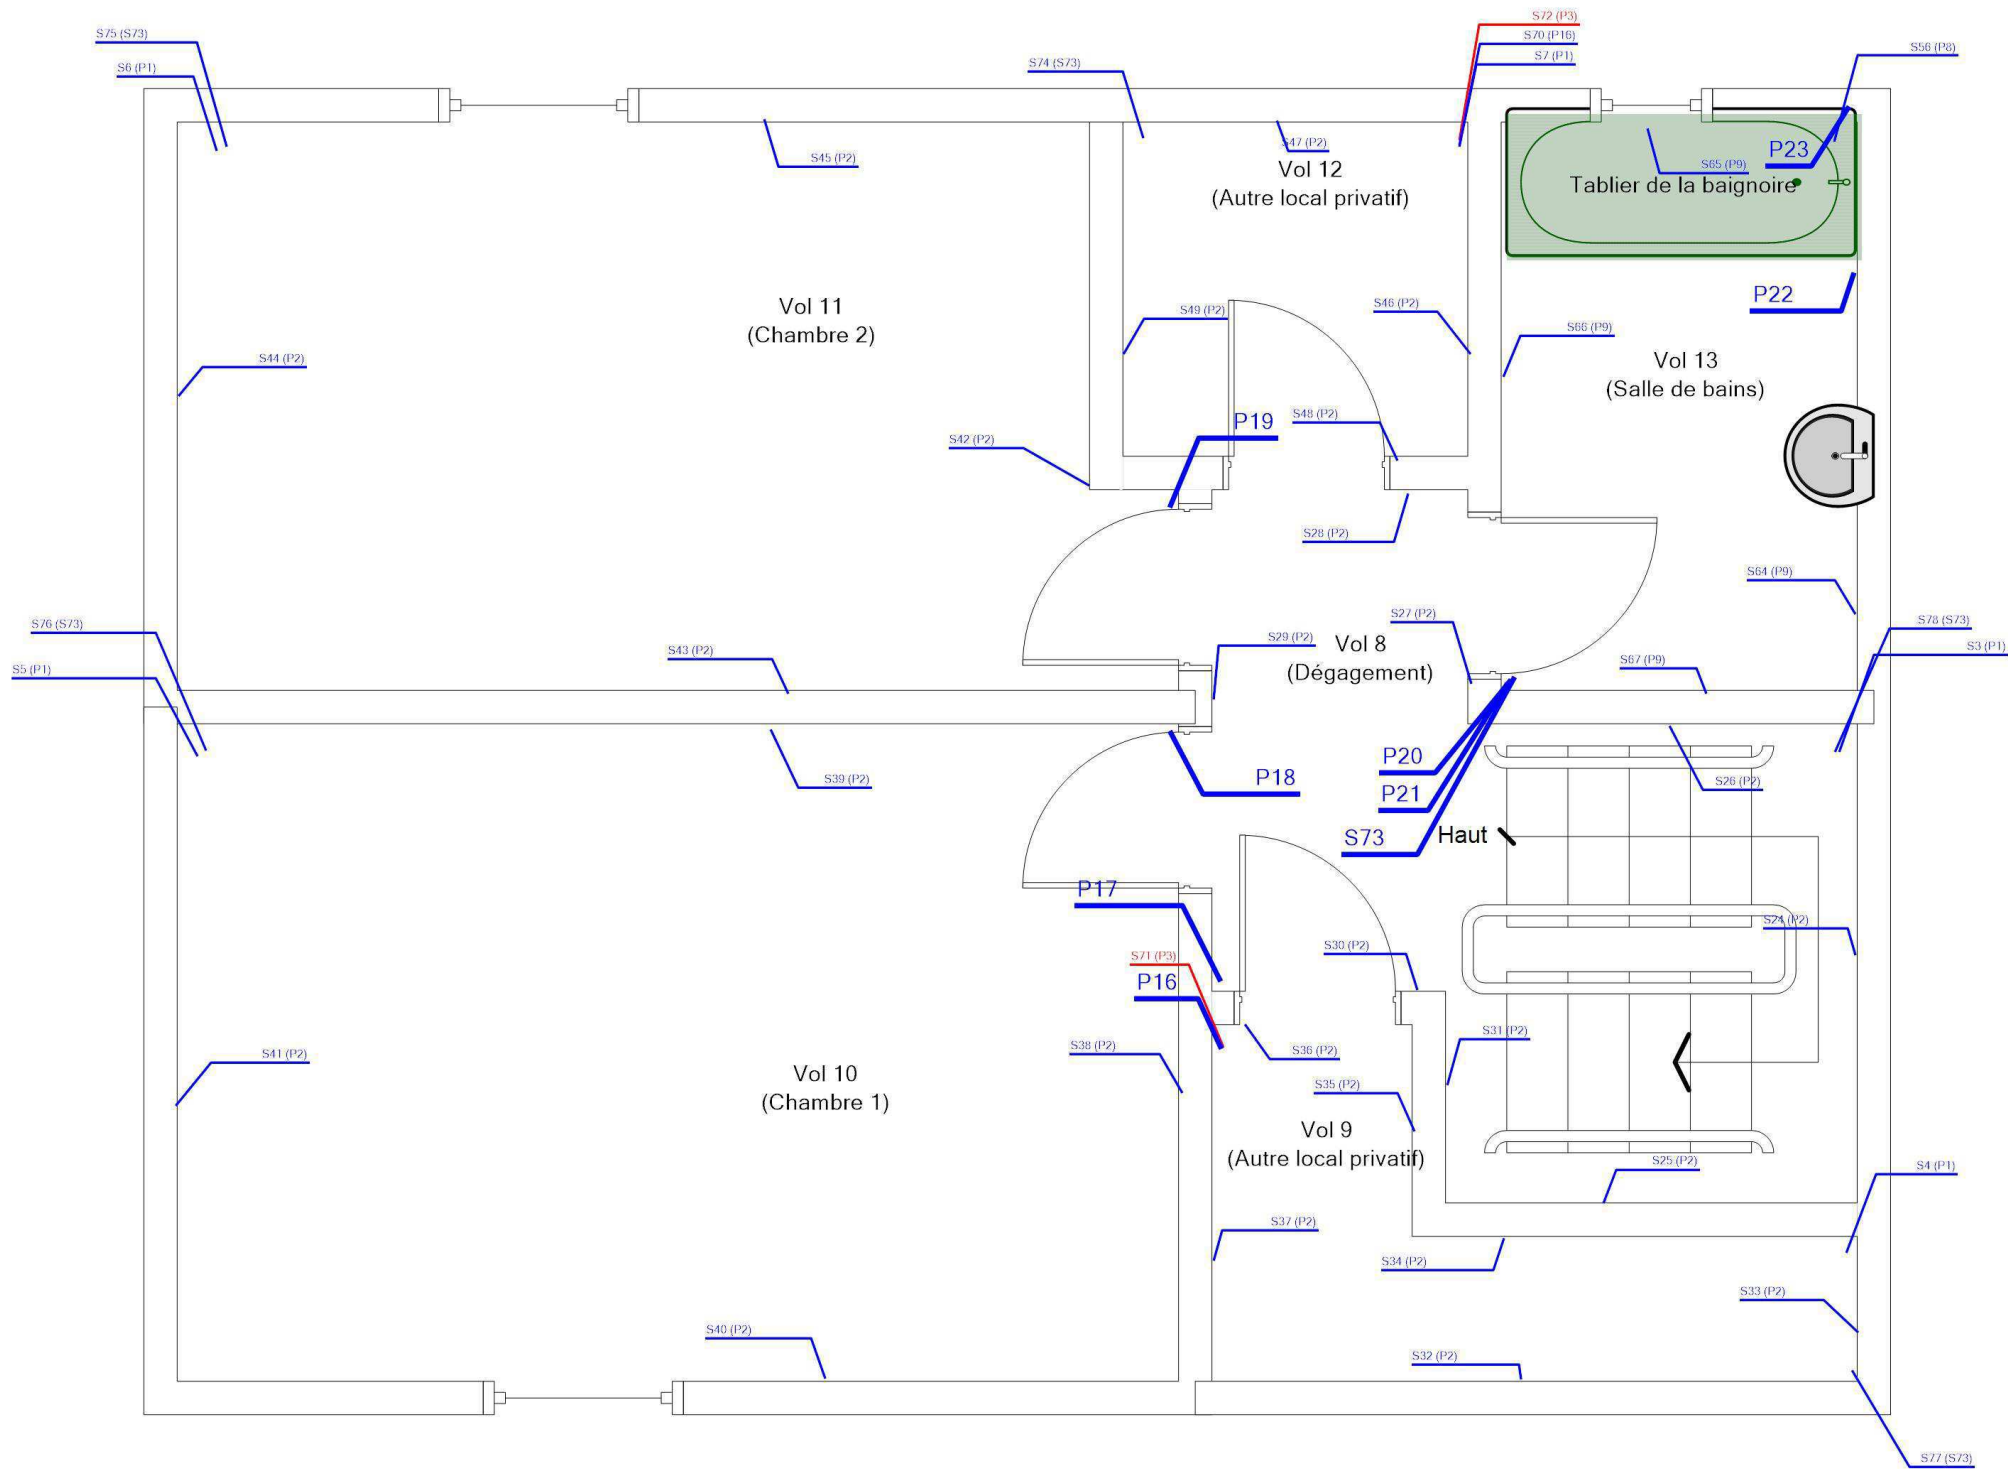 S72 (P3)
S75 (S73)
S70 (P16)
S56 (P8)
S7 (P1)
S74 (S73)
S6 (P1)
S47 (P2)
P23
S45 (P2)
S65 (P9)
Vol 12
(Autre local privatif)
Tablier de la baignoire
P22
Vol 11
(Chambre 2)
S49 (P2)
S46 (P2)
S66 (P9)
S44 (P2)
Vol 13
(Salle de bains)
P19
S48 (P2)
S42 (P2)
S28 (P2)
S64 (P9)
S27 (P2)
S76 (S73)
S78 (S73)
S29 (P2)
Vol 8
(Dégagement)
S3 (P1)
S43 (P2)
S67 (P9)
S5 (P1)
P20
P18
S39 (P2)
S26 (P2)
P21
S73
Haut
P17
S24 (P2)
S30 (P2)
S71 (P3)
P16
S31 (P2)
S38 (P2)
S36 (P2)
S41 (P2)
Vol 10
(Chambre 1)
S35 (P2)
Vol 9
(Autre local privatif)
S25 (P2)
S4 (P1)
S37 (P2)
S34 (P2)
S33 (P2)
S40 (P2)
S32 (P2)
S77 (S73)